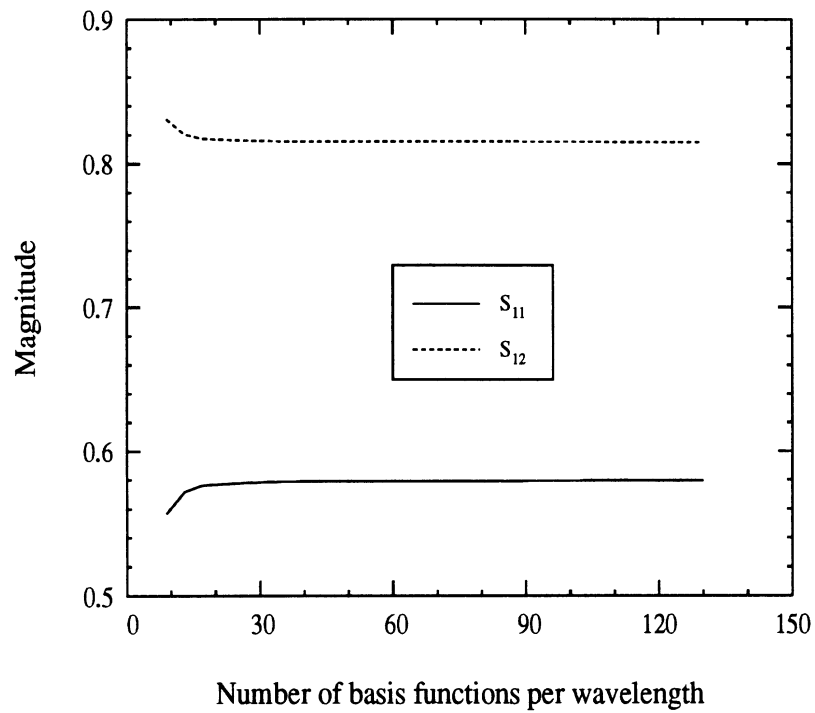 0.9
0.8
0.7
0.6
0.5
Magnitude
S11
S12
0 30 60 90 120 150
Number of basis functions per wavelength